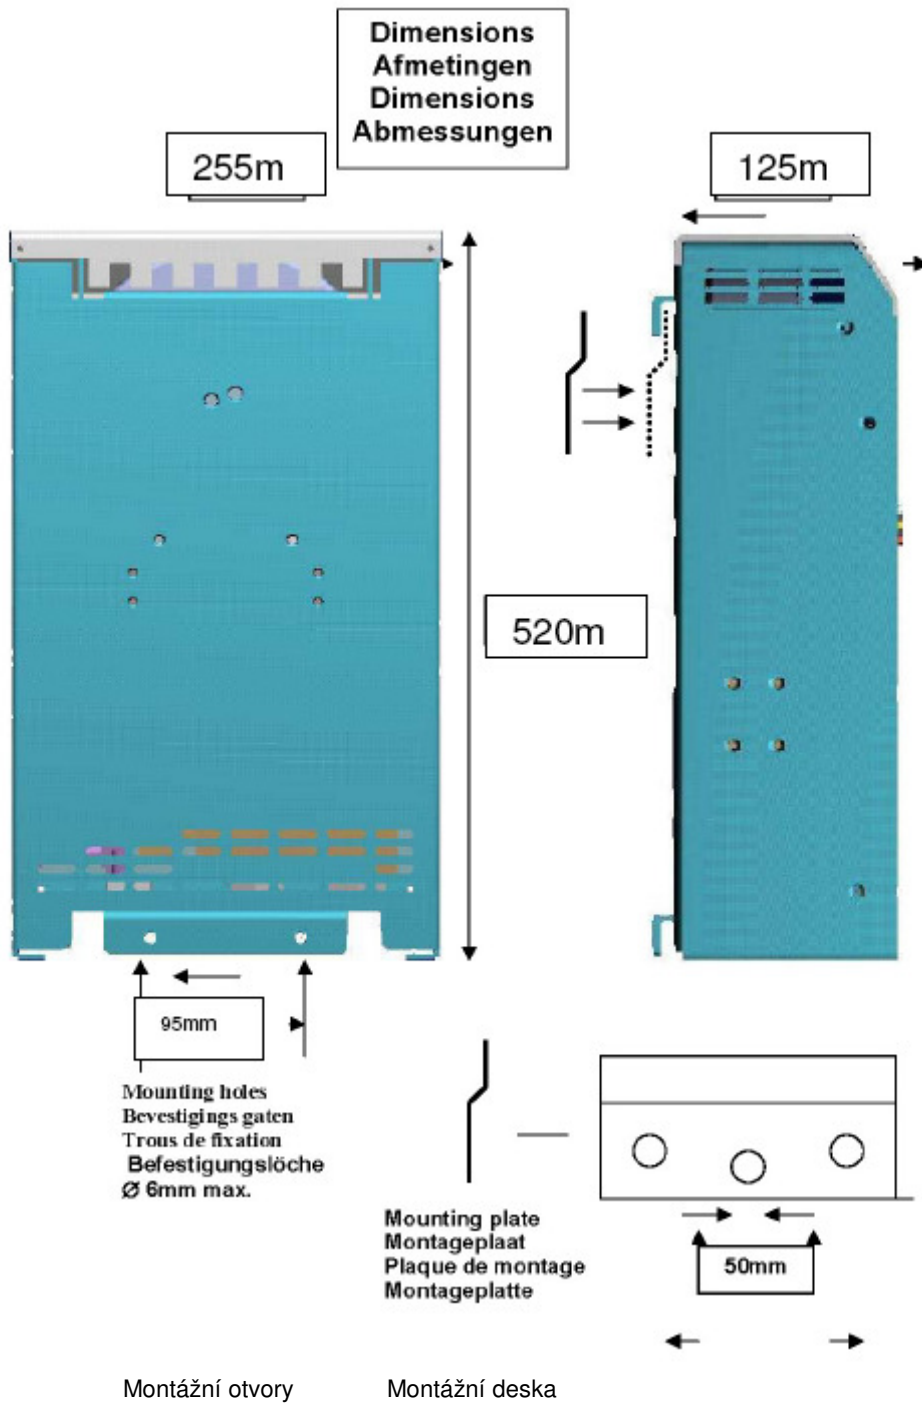 Dimensions
Afmetingen
Dimensions
Abmessungen
255m
125m
520m
95mm
Mounting holes
Bevestigings gaten
Trous de fixation
Befestigungslöche
Ø 6mm max.
Mounting plate
Montageplaat
Plaque de montage
Montageplatte
50mm
Montážní otvory
Montážní deska